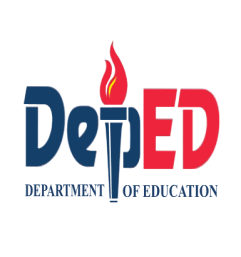 DepED
DEPARTMENT OF EDUCATION